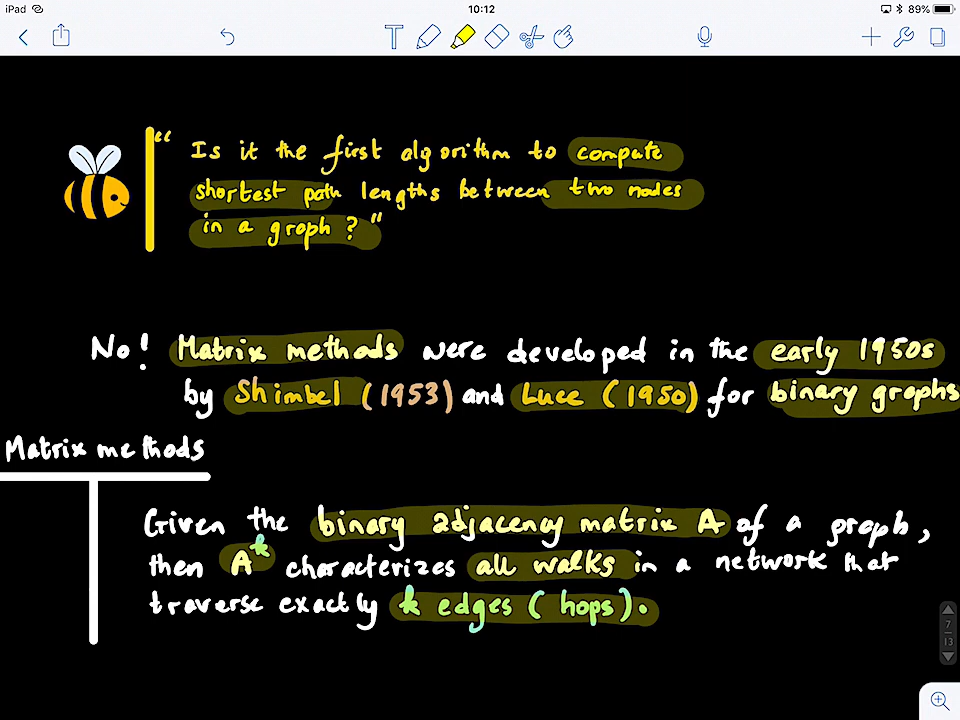 iPad
10:12
89%
T
“ Is it the first algorithm to compute
shortest path lengths between two nodes
in a graph ? "
No! Matrix methods were developed in the early 1950s
by Shimbel (1953) and Luce (1950) for binary graphs
Matrix methods
Given the binary adjacency matrix A of a graph,
then A^k characterizes all walks in a network that
traverse exactly k edges (hops).
7
13